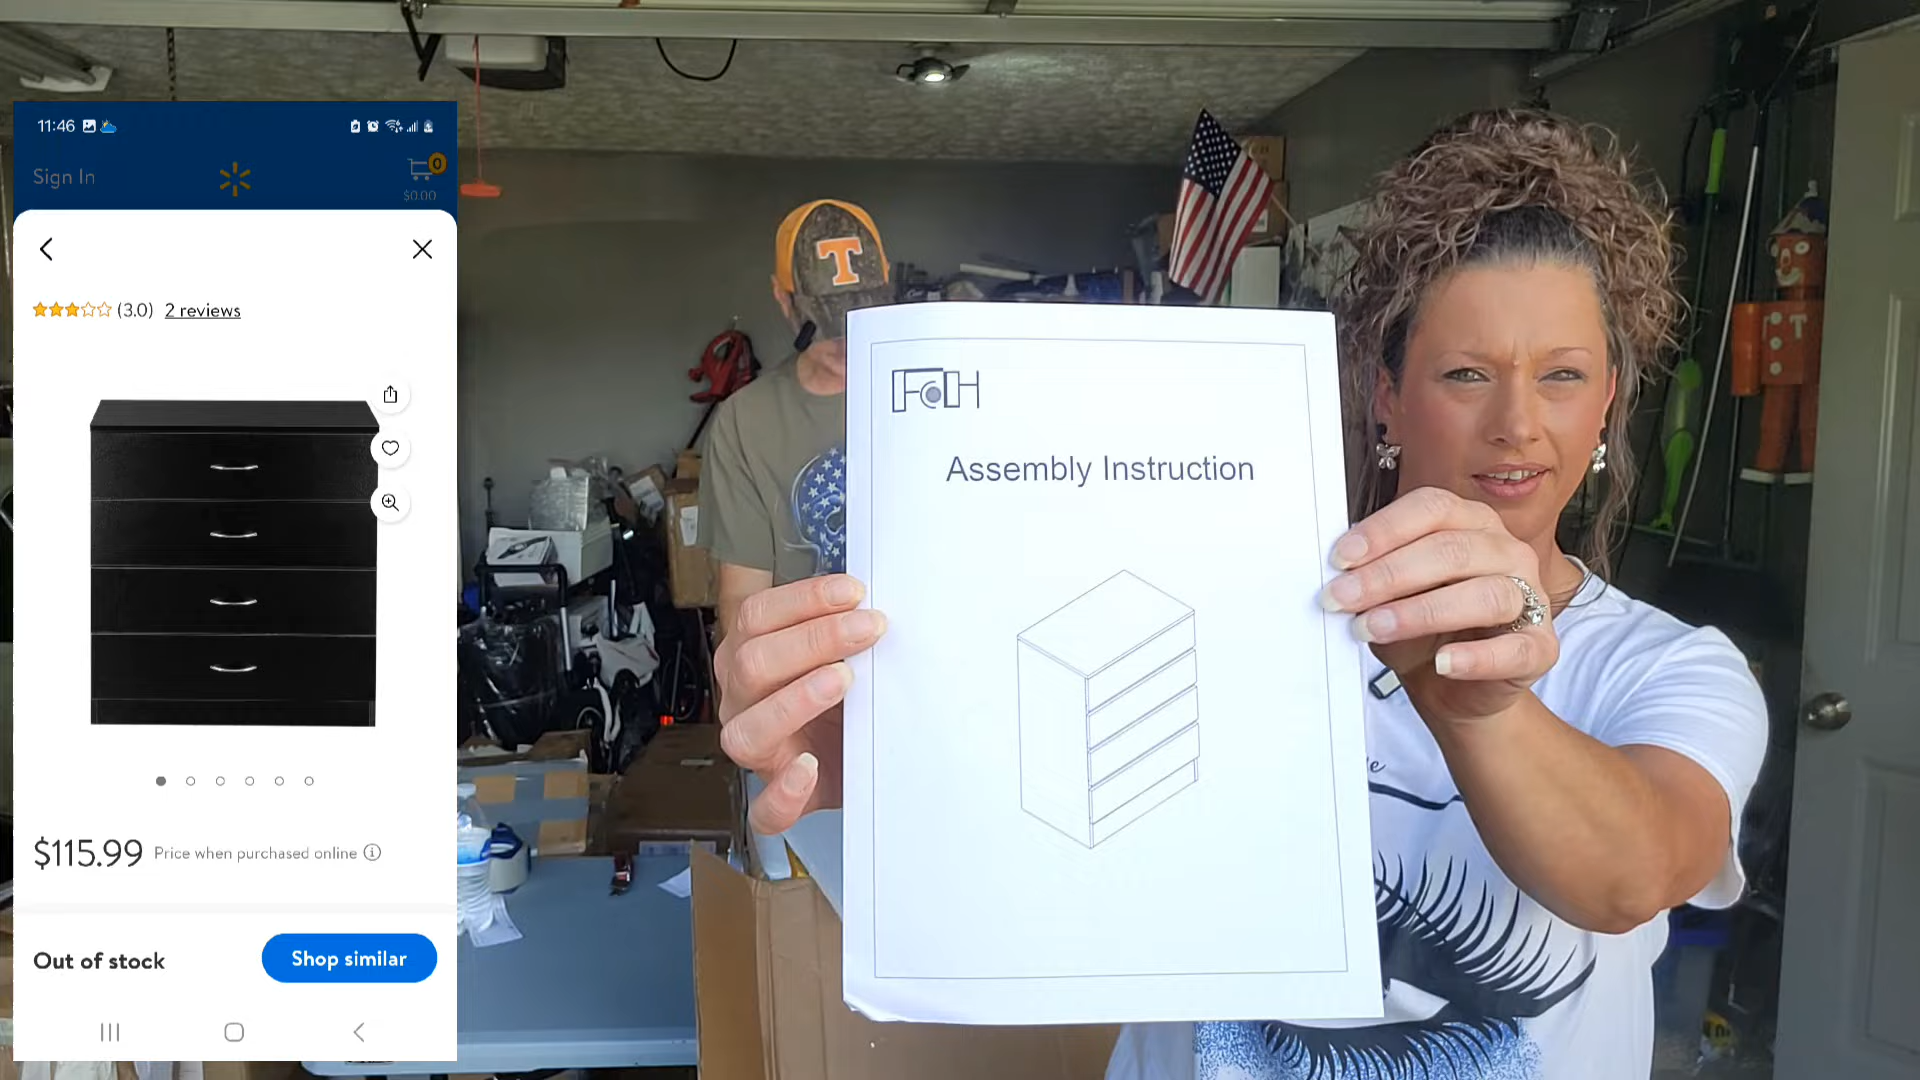 11:46
Sign In
0
$0.00
(3.0) 2 reviews
$115.99 Price when purchased online
Out of stock
Shop similar
T
FCH
Assembly Instruction
T